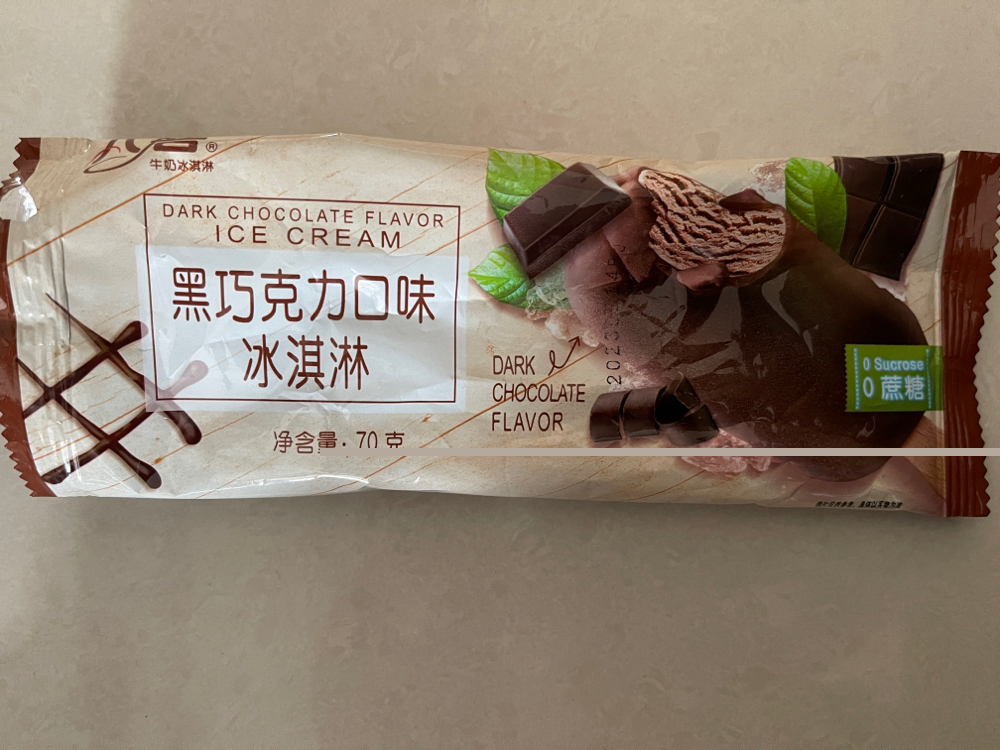 牛奶冰淇淋
DARK CHOCOLATE FLAVOR
ICE CREAM
黑巧克力口味
冰淇淋
净含量:70克
DARK
CHOCOLATE
FLAVOR
0 Sucrose
0 蔗糖